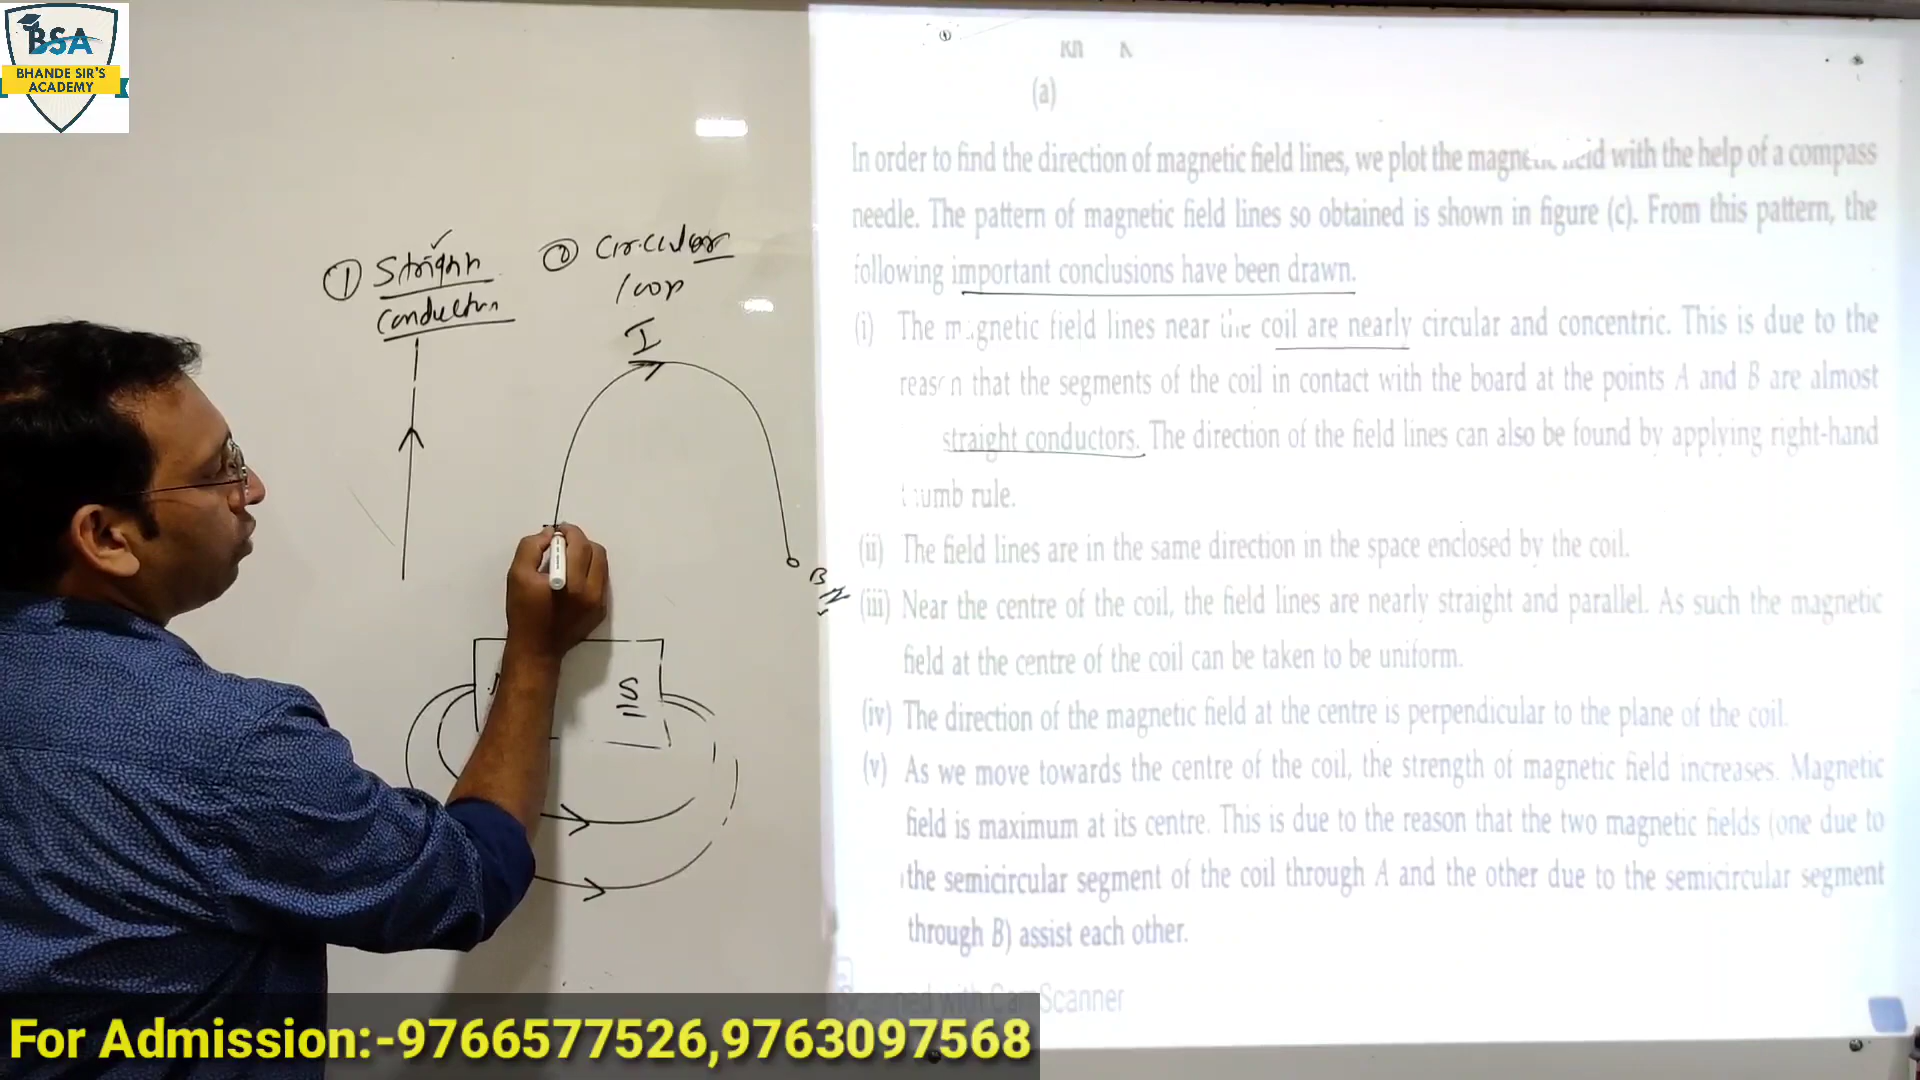 BSA
BHANDE SIR'S
ACADEMY
① Straight
conductor
② Circular
loop
I
B
S
(a)
In order to find the direction of magnetic field lines, we plot the magnetic field with the help of a compass
needle. The pattern of magnetic field lines so obtained is shown in figure (c). From this pattern, the
following important conclusions have been drawn.
(i) The magnetic field lines near the coil are nearly circular and concentric. This is due to the
reason that the segments of the coil in contact with the board at the points A and B are almost
straight conductors. The direction of the field lines can also be found by applying right-hand
thumb rule.
(ii) The field lines are in the same direction in the space enclosed by the coil.
(iii) Near the centre of the coil, the field lines are nearly straight and parallel. As such the magnetic
field at the centre of the coil can be taken to be uniform.
(iv) The direction of the magnetic field at the centre is perpendicular to the plane of the coil.
(v) As we move towards the centre of the coil, the strength of magnetic field increases. Magnetic
field is maximum at its centre. This is due to the reason that the two magnetic fields (one due to
the semicircular segment of the coil through A and the other due to the semicircular segment
through B) assist each other.
Scanned with CamScanner
For Admission:-9766577526,9763097568